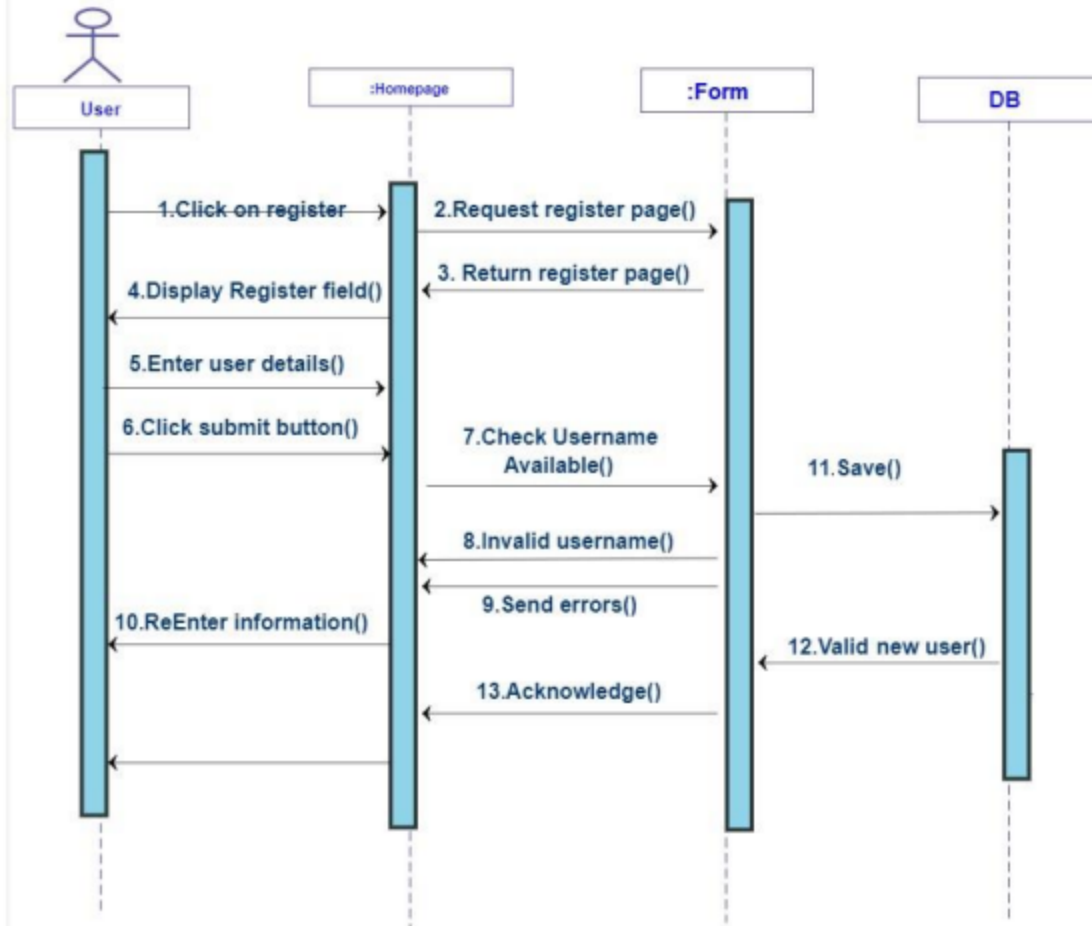 User
:Homepage
:Form
DB
1.Click on register
2.Request register page()
3. Return register page()
4.Display Register field()
5.Enter user details()
6.Click submit button()
7.Check Username
Available()
11.Save()
8.Invalid username()
9.Send errors()
10.ReEnter information()
12.Valid new user()
13.Acknowledge()